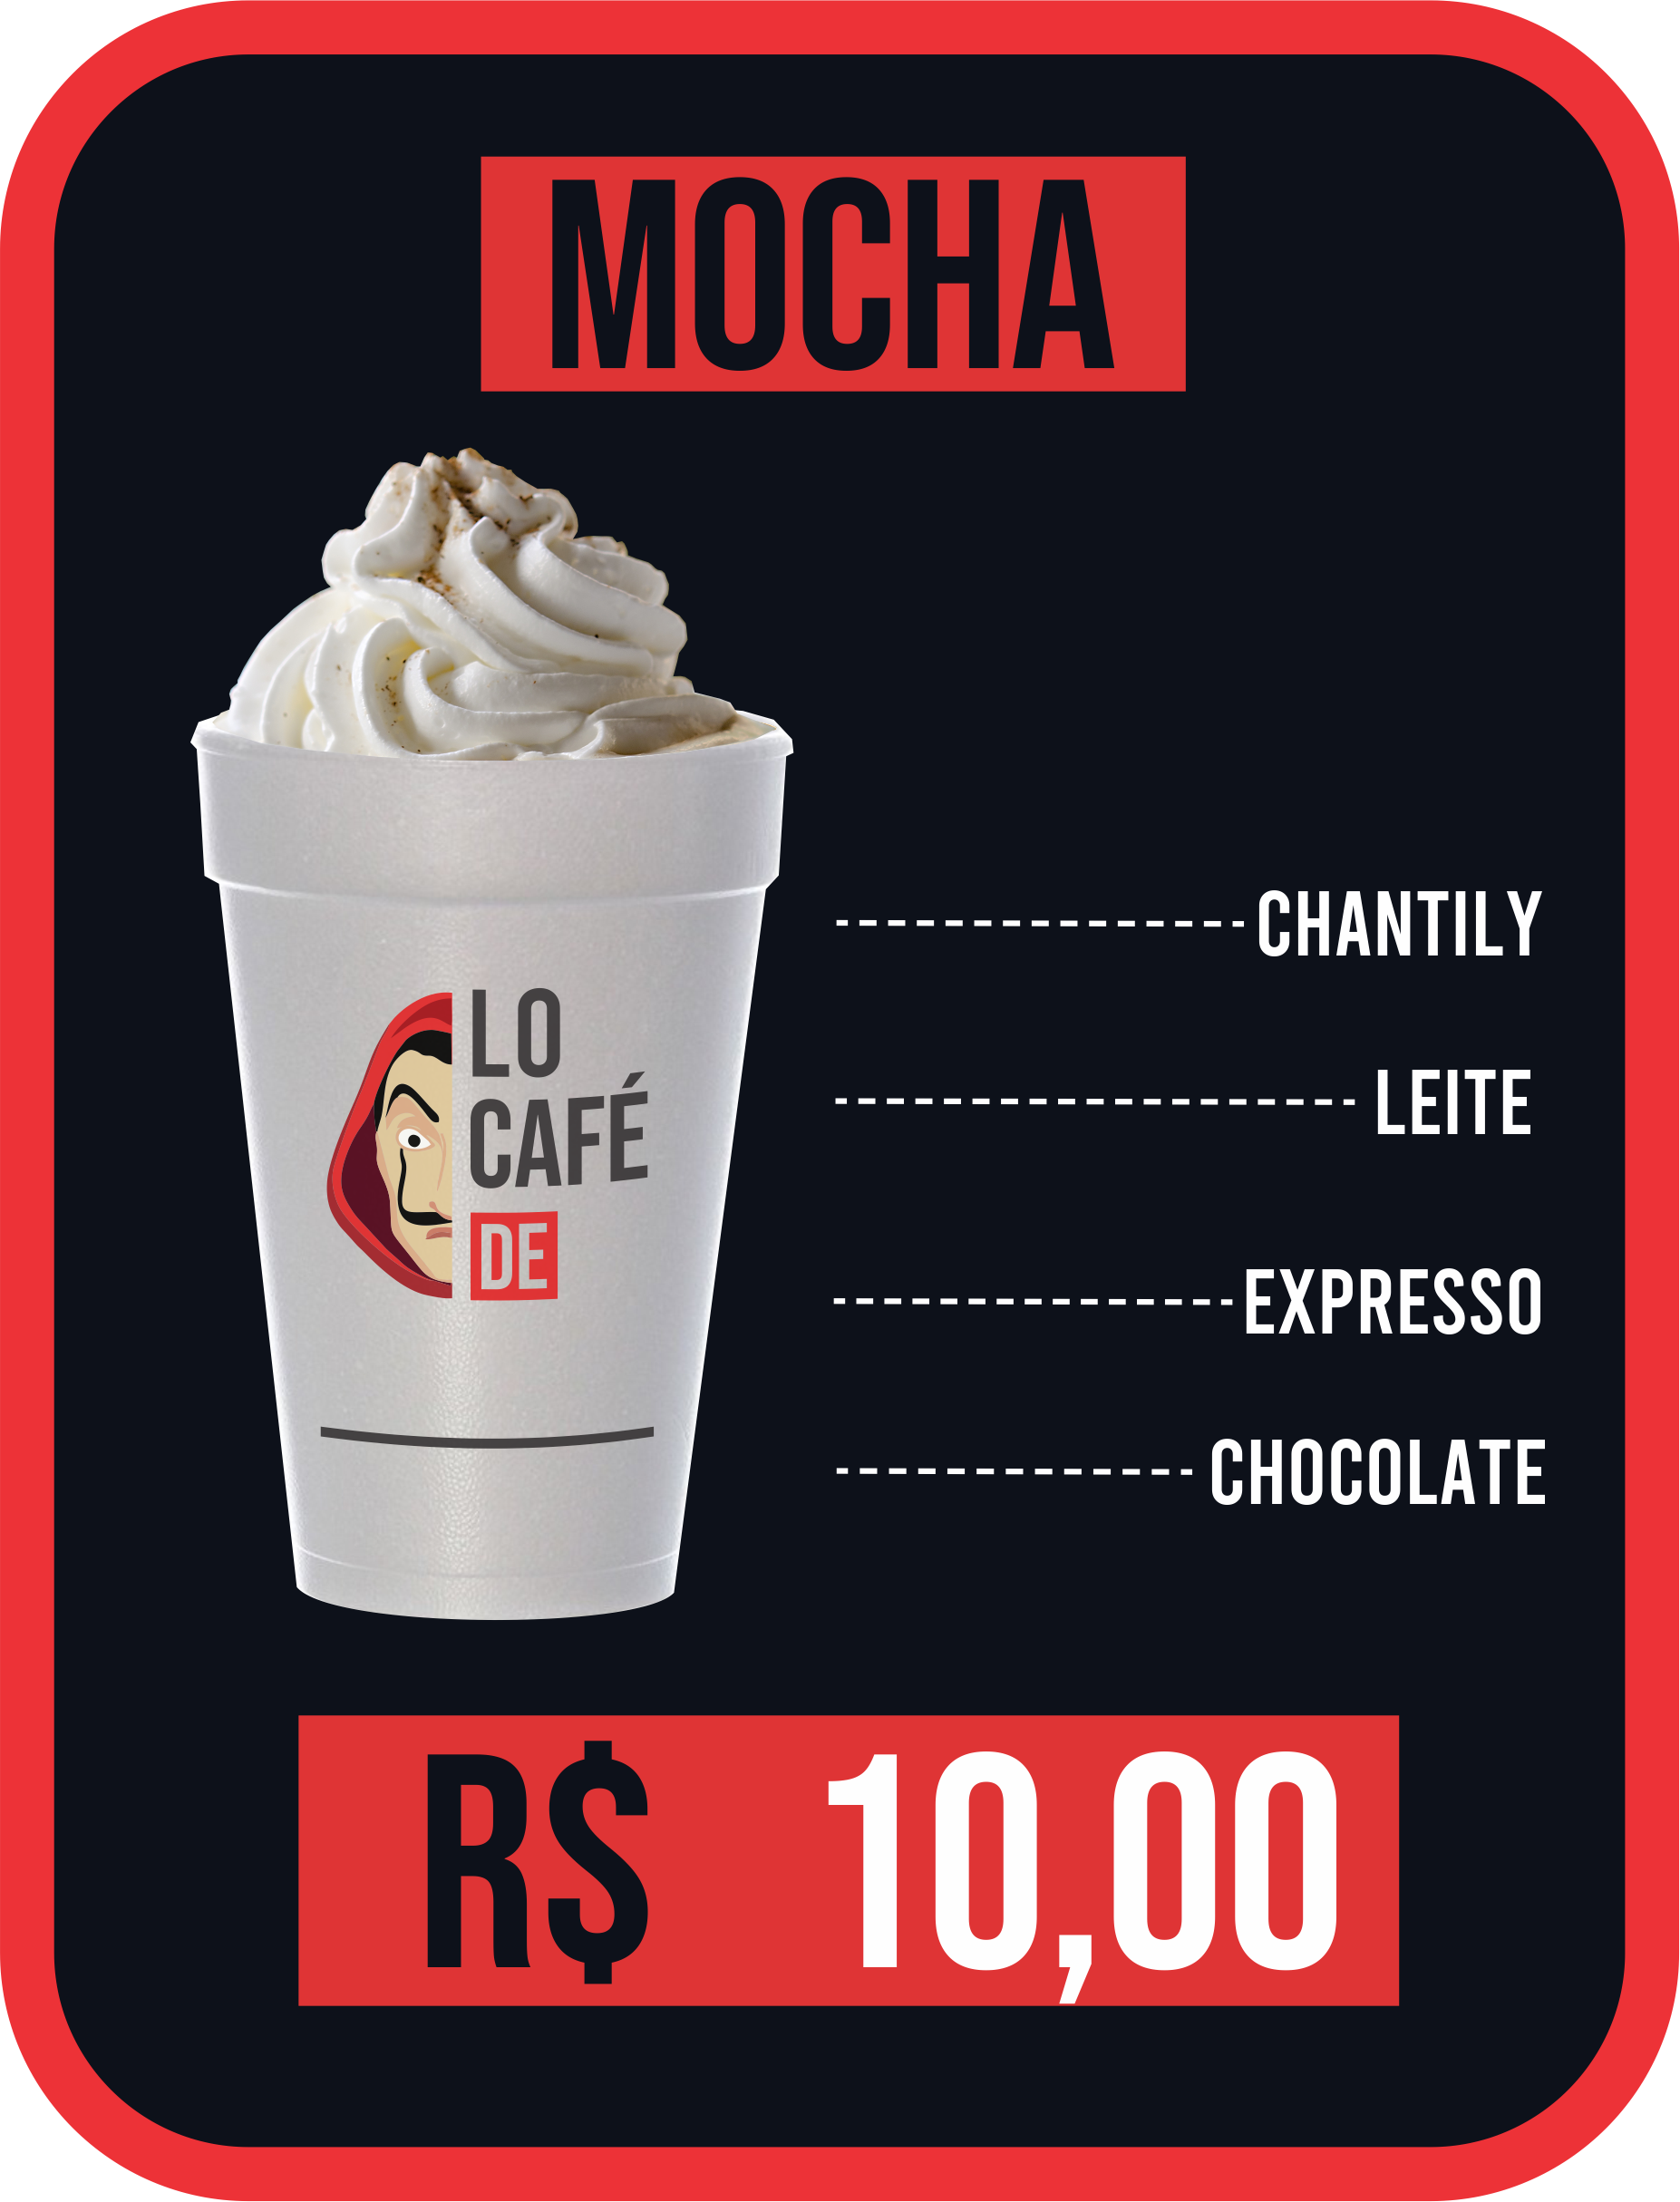 MOCHA
CHANTILY
LEITE
EXPRESSO
CHOCOLATE
LO
CAFÉ
DE
R$ 10,00